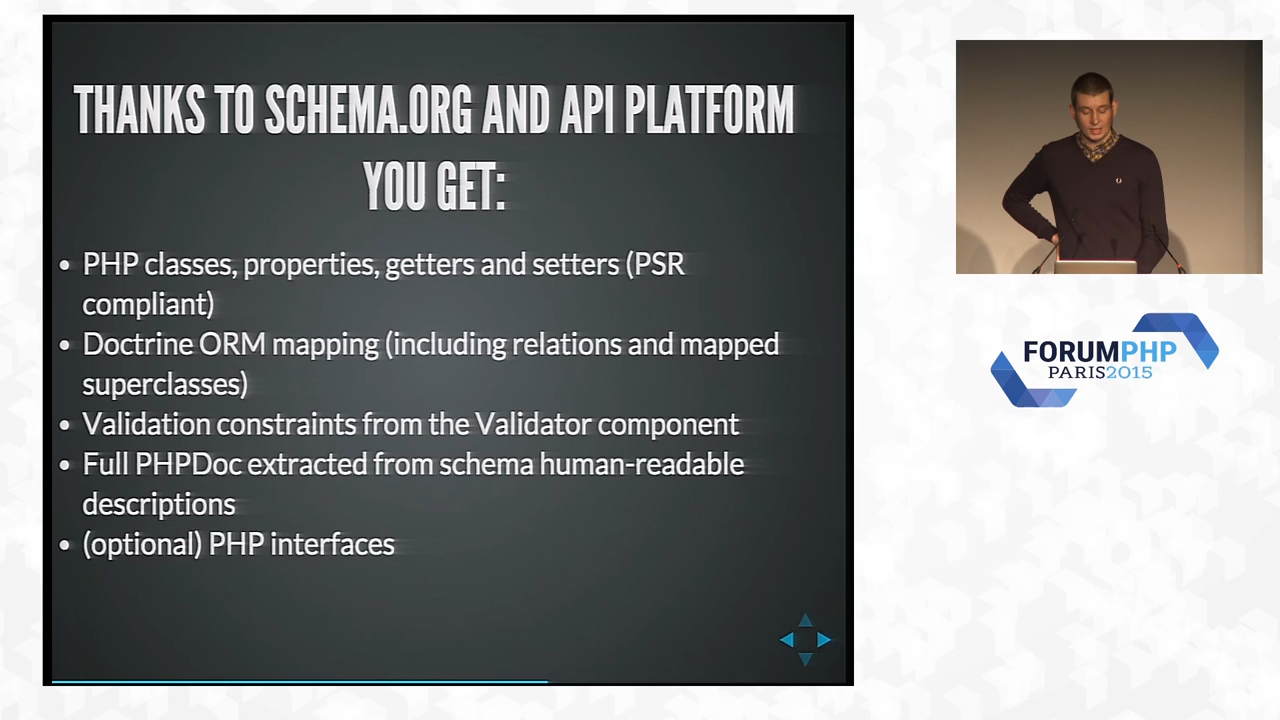 THANKS TO SCHEMA.ORG AND API PLATFORM
YOU GET:
• PHP classes, properties, getters and setters (PSR
compliant)
• Doctrine ORM mapping (including relations and mapped
superclasses)
• Validation constraints from the Validator component
• Full PHPDoc extracted from schema human-readable
descriptions
• (optional) PHP interfaces
FORUMPHP
PARIS2015